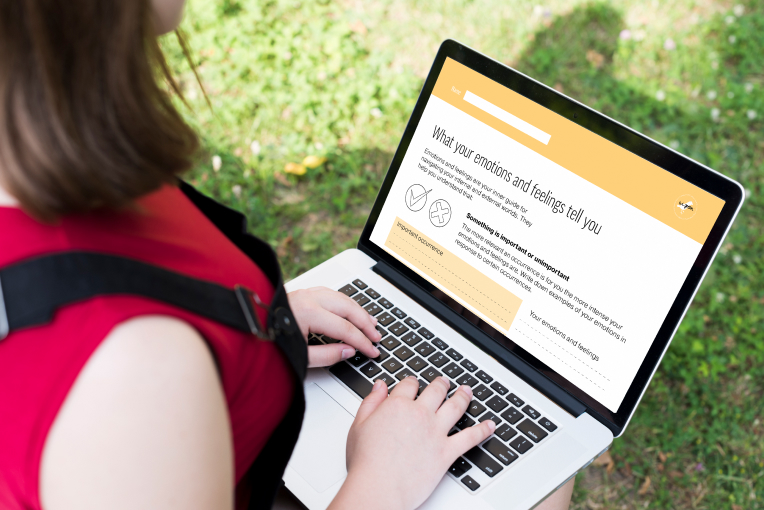 What your emotions and feelings tell you
Emotions and feelings are your inner guide for
navigating your internal and external worlds. They
help you understand that:
Something is important or unimportant
The more relevant an occurrence is for you the more intense your
emotions and feelings are. Write down examples of your emotions in
response to certain occurrences.
Important occurrence
Your emotions and feelings